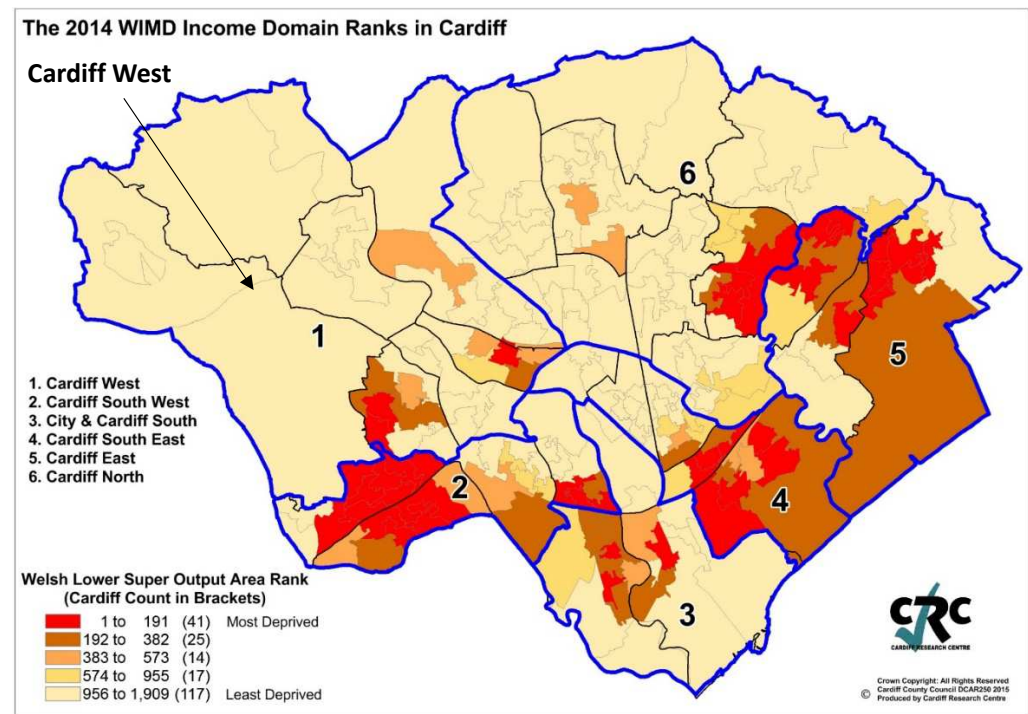 The 2014 WIMD Income Domain Ranks in Cardiff
Cardiff West
6
1
5
1. Cardiff West
2. Cardiff South West
3. City & Cardiff South
4. Cardiff South East
5. Cardiff East
6. Cardiff North
2
4
3
Welsh Lower Super Output Area Rank
(Cardiff Count in Brackets)
1 to 191 (41) Most Deprived
192 to 382 (25)
383 to 573 (14)
574 to 955 (17)
956 to 1,909 (117) Least Deprived
CRC
CARDIFF RESEARCH CENTRE
Crown Copyright: All Rights Reserved
© Cardiff County Council DCAR250 2015
Produced by Cardiff Research Centre